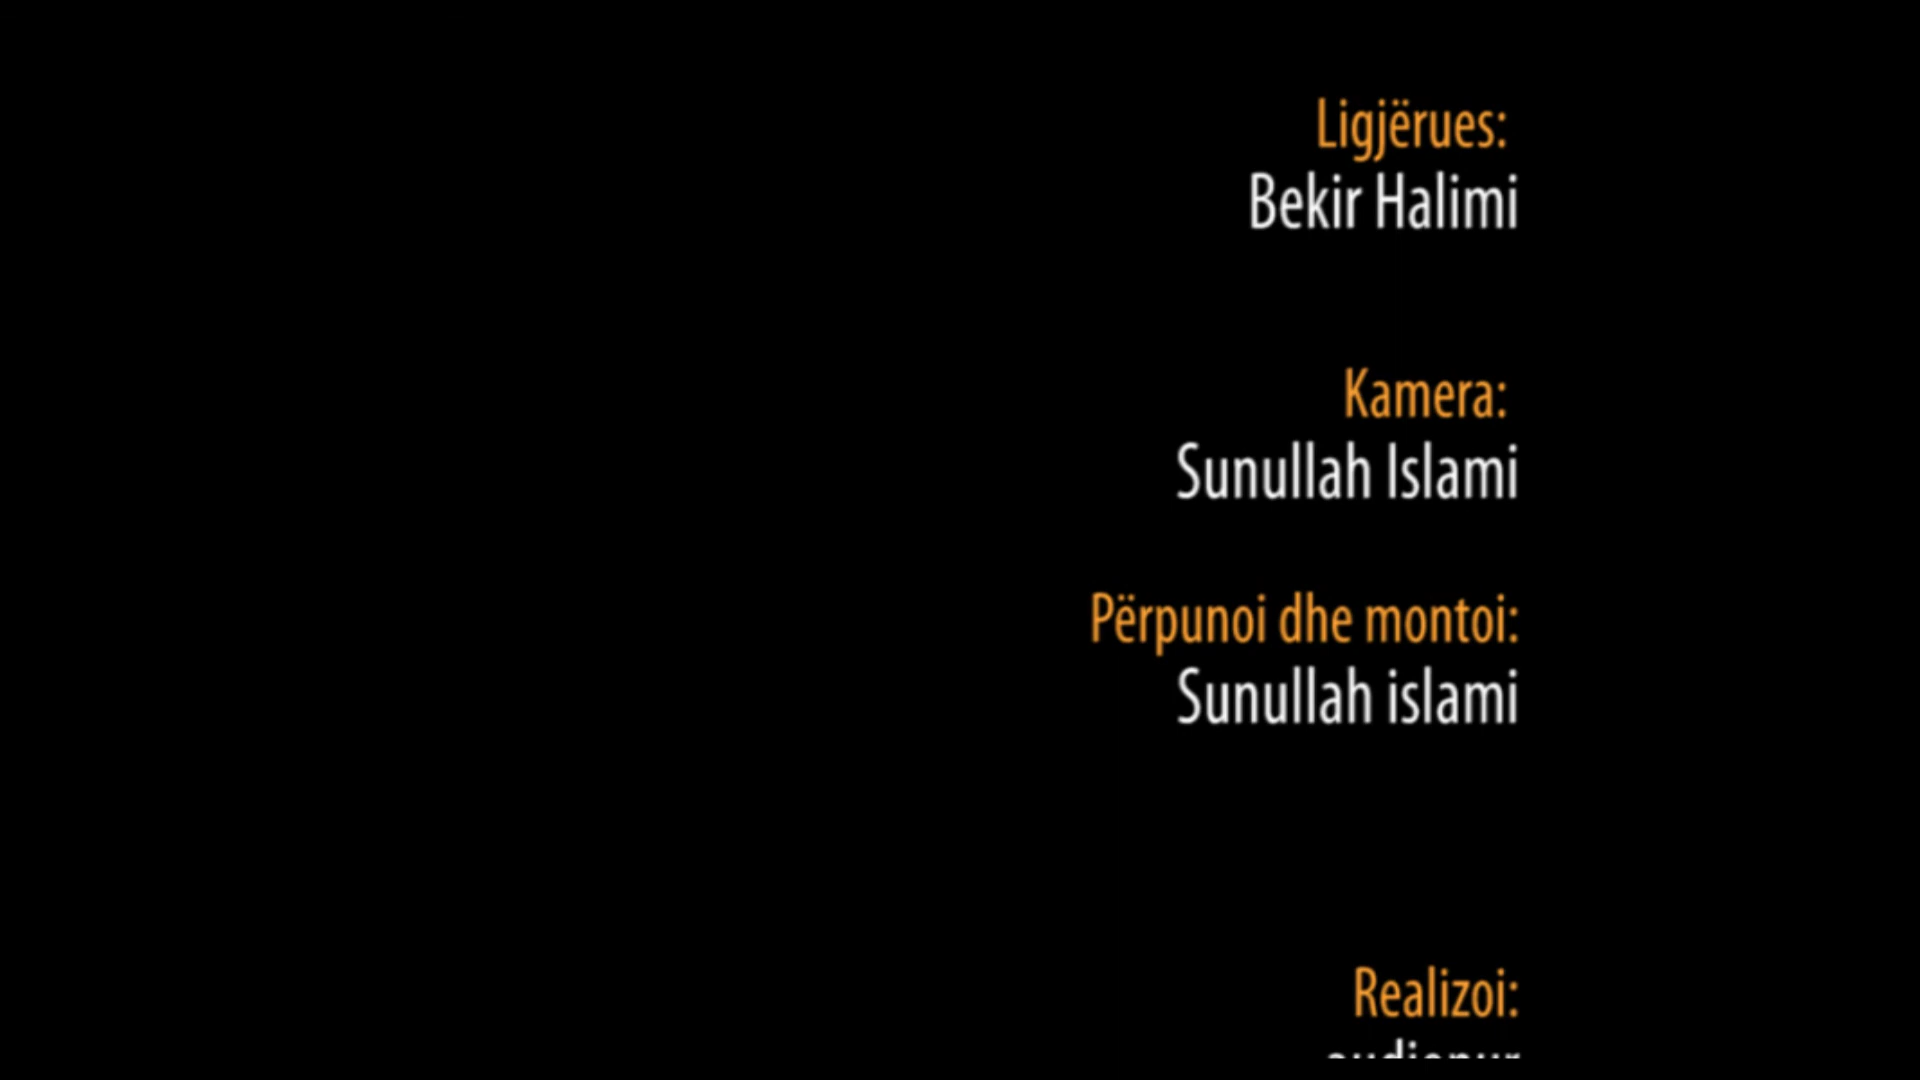 Ligjërues:
Bekir Halimi
Kamera:
Sunullah Islami
Përpunoi dhe montoi:
Sunullah islami
Realizoi: